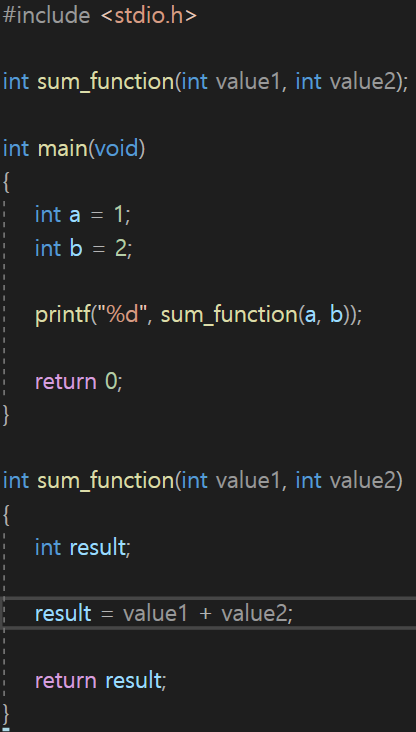 #include <stdio.h>
int sum_function(int value1, int value2);
int main(void)
{
int a = 1;
int b = 2;
printf("%d", sum_function(a, b));
return 0;
}
int sum_function(int value1, int value2)
{
int result;
result = value1 + value2;
return result;
}